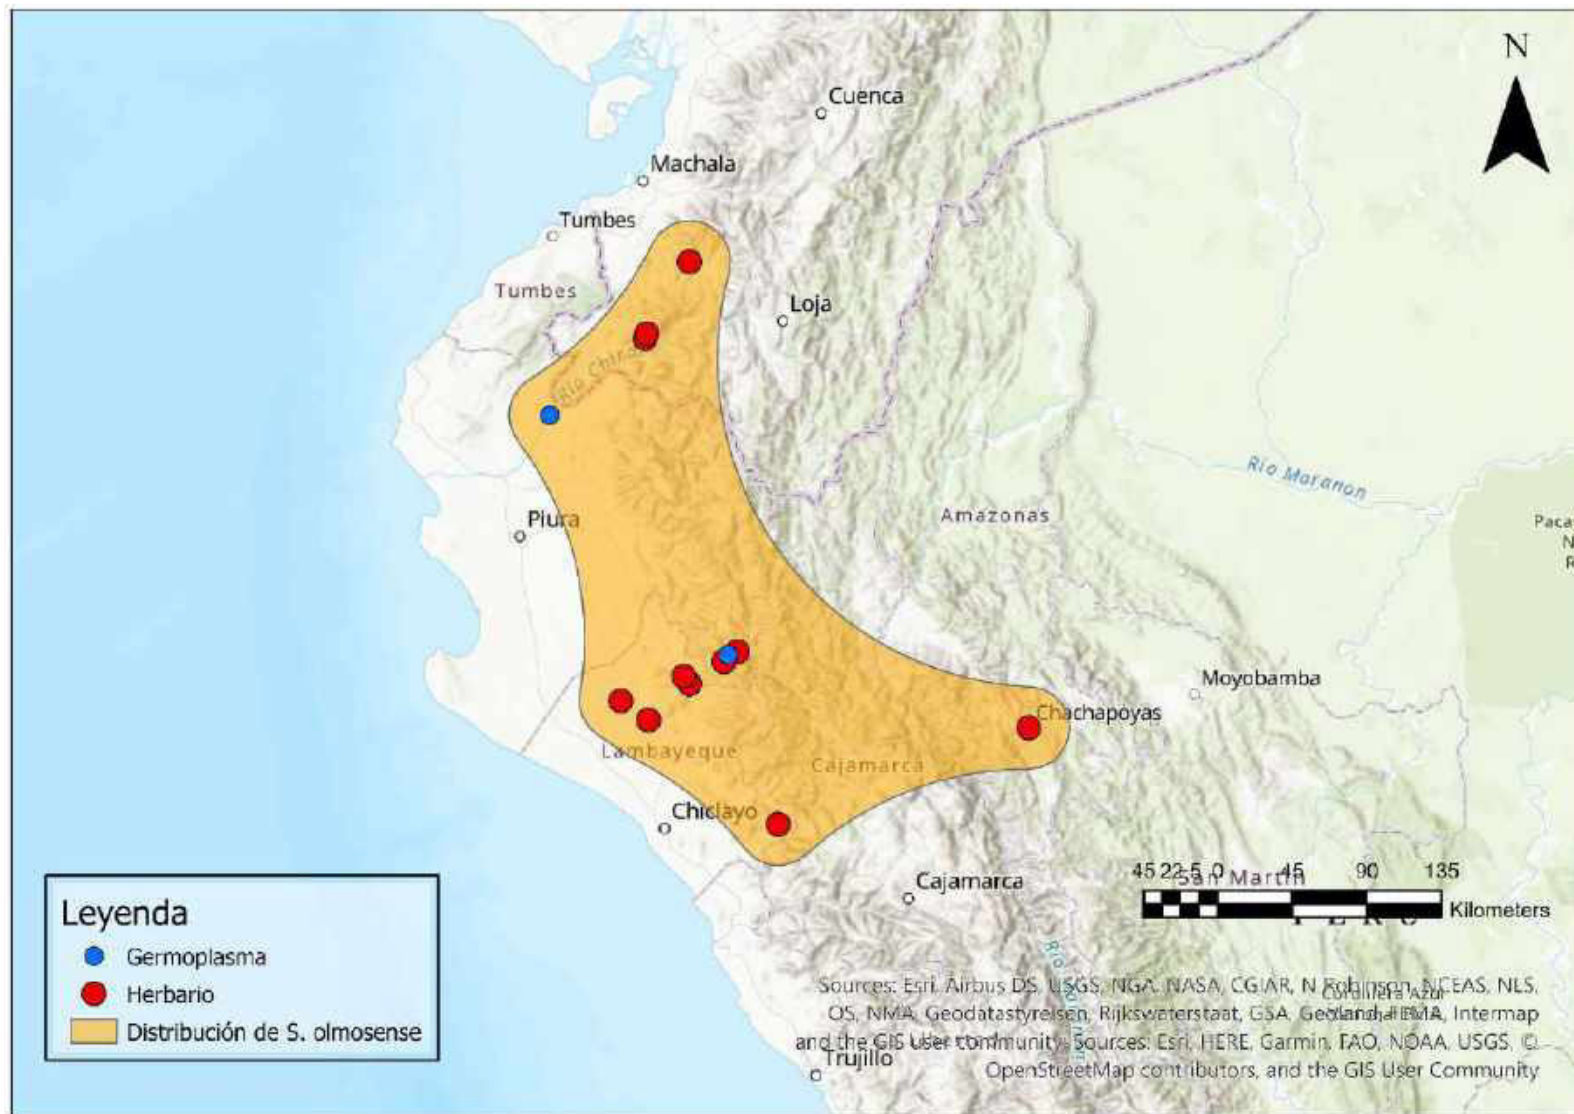 N
Cuenca
Machala
Tumbes
Tumbes
Loja
Río Chira
Río Maranon
Amazonas
Piura
Moyobamba
Chachapoyas
Lambayeque
Cajamarca
Chiclayo
Cajamarca
45 22.5 0 45 90 135
San Martín
Kilometers
P E R Ú
Leyenda
Germoplasma
Herbario
Distribución de S. olmosense
Sources: Esri, Airbus DS, USGS, NGA, NASA, CGIAR, N Robinson, NCEAS, NLS,
OS, NMA, Geodatastyrelsen, Rijkswaterstaat, GSA, Geoland, FEMA, Intermap
and the GIS user community, Sources: Esri, HERE, Garmin, FAO, NOAA, USGS, ©
OpenStreetMap contributors, and the GIS User Community
Trujillo